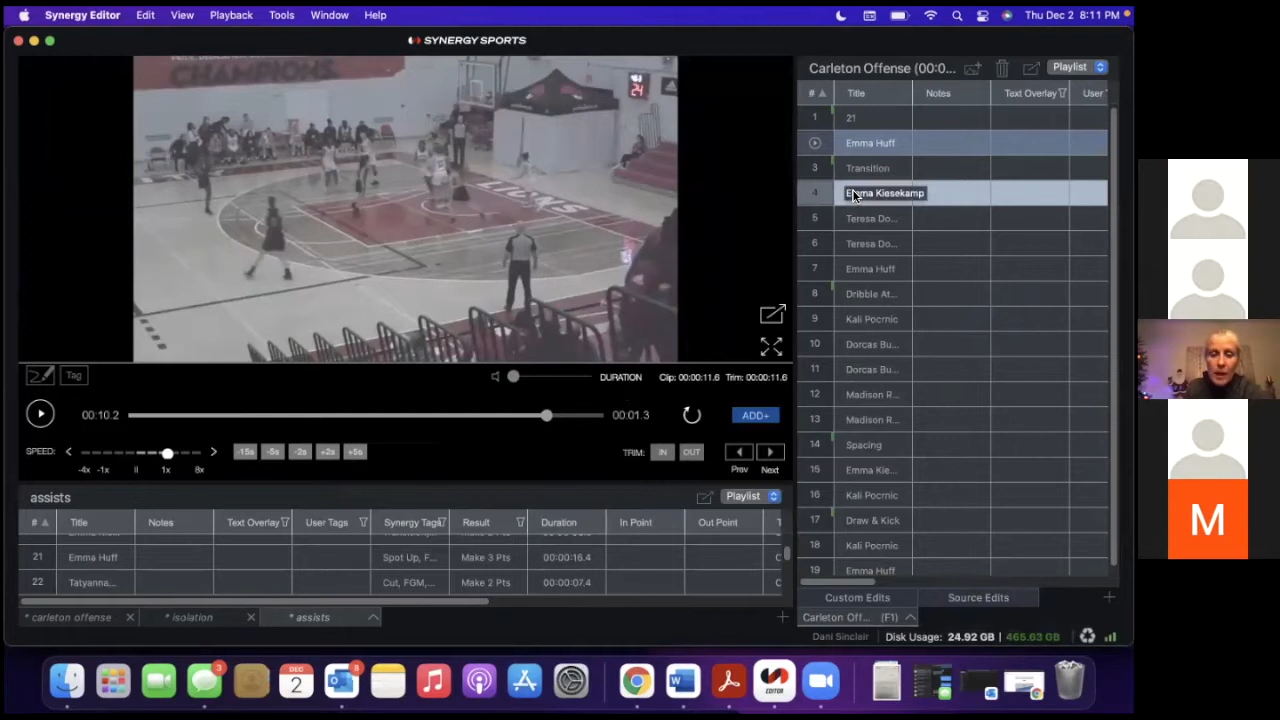 Synergy Editor Edit View Playback Tools Window Help Thu Dec 2 8:11 PM
SYNERGY SPORTS
CHAMPIONS
24
LIONS
Carleton Offense (00:0... Playlist
# Title Notes Text Overlay User
1 21
Emma Huff
3 Transition
4 Emma Kiesekamp
5 Teresa Do...
6 Teresa Do...
7 Emma Huff
8 Dribble At...
9 Kali Pocrnic
10 Dorcas Bu...
11 Dorcas Bu...
12 Madison R...
13 Madison R...
14 Spacing
15 Emma Kie...
16 Kali Pocrnic
17 Draw & Kick
18 Kali Pocrnic
19 Emma Huff
Custom Edits Source Edits
Carleton Off... (F1)
Dani Sinclair Disk Usage: 24.92 GB | 465.63 GB
Tag DURATION Clip: 00:00:11.6 Trim: 00:00:11.6
00:10.2 00:01.3 ADD+
SPEED: -15s -5s -2s +2s +5s TRIM: IN OUT
-4x -1x II 1x 8x Prev Next
assists Playlist
# Title Notes Text Overlay User Tags Synergy Tags Result Duration In Point Out Point T
21 Emma Huff Spot Up, F... Make 3 Pts 00:00:16.4 C
22 Tatyanna... Cut, FGM,... Make 2 Pts 00:00:07.4 C
* carleton offense * isolation * assists
3 DEC 2 8 EDITOR
M